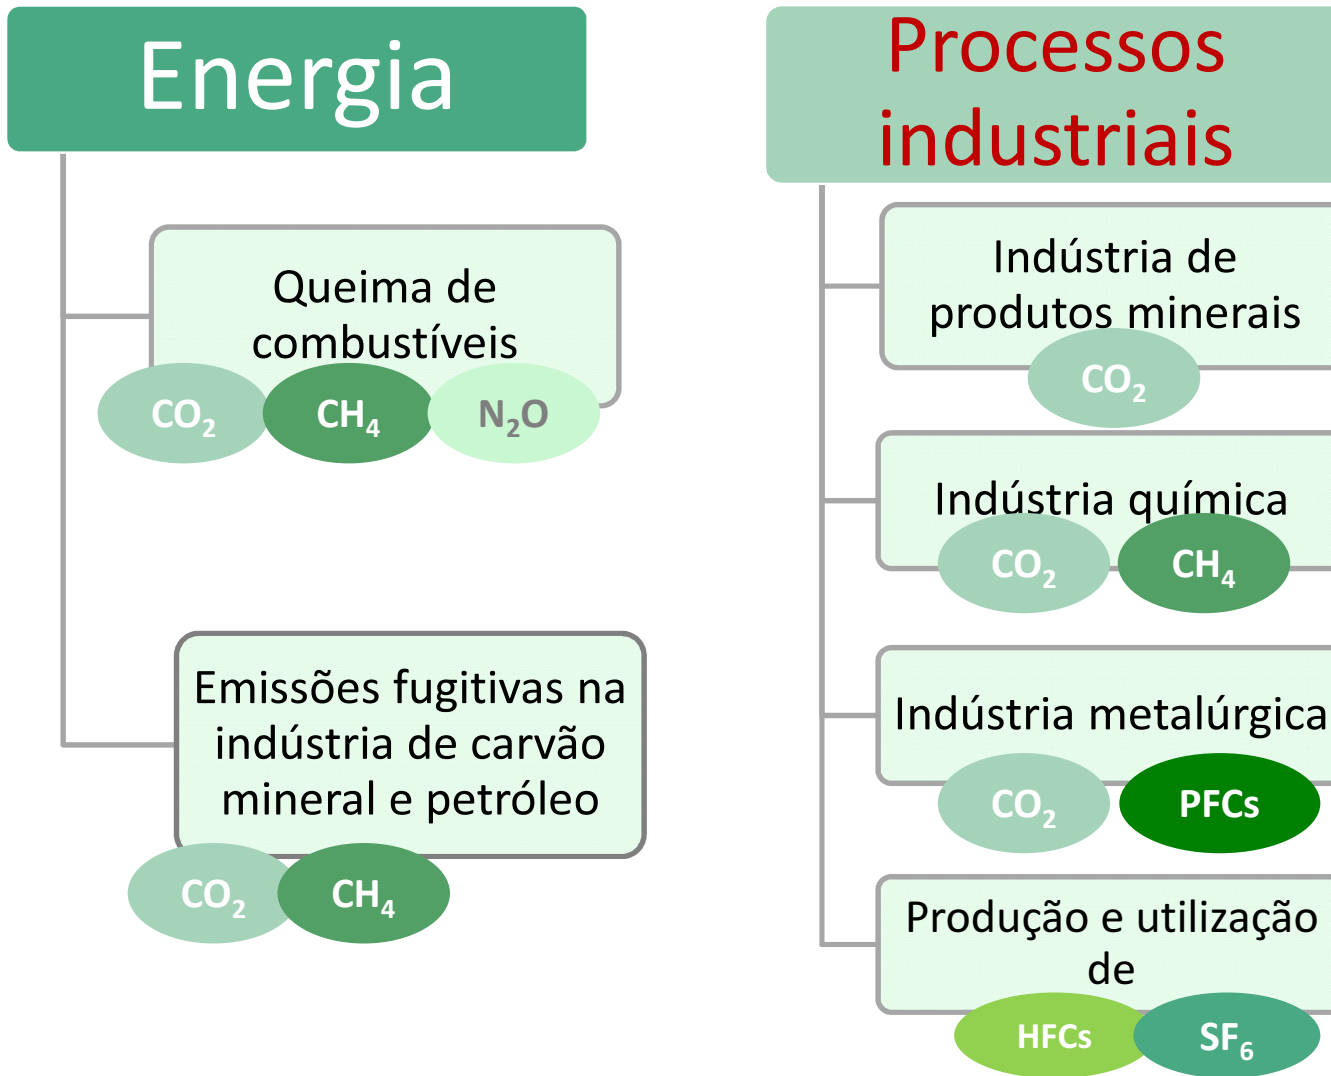 Energia
Queima de
combustíveis
CO₂ CH₄ N₂O
Emissões fugitivas na
indústria de carvão
mineral e petróleo
CO₂ CH₄
Processos
industriais
Indústria de
produtos minerais
CO₂
Indústria química
CO₂ CH₄
Indústria metalúrgica
CO₂ PFCs
Produção e utilização
de
HFCs SF₆